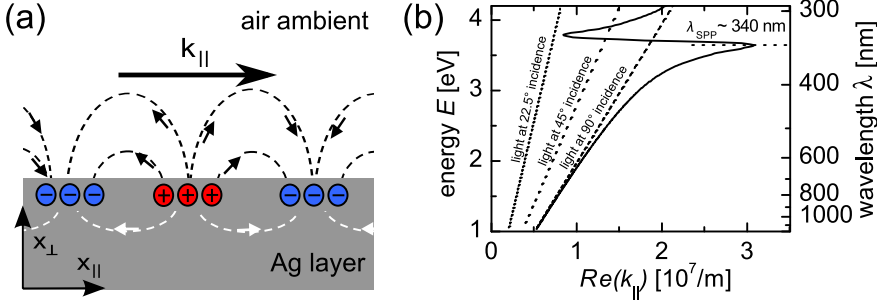 (a)
air ambient
k||
− − − + + + − − −
x⊥
x||
Ag layer
(b)
4
3
2
1
energy E [eV]
0 1 2 3
Re(k||) [10⁷/m]
300
400
600
800
1000
wavelength λ [nm]
λSPP ~ 340 nm
light at 22.5° incidence
light at 45° incidence
light at 90° incidence